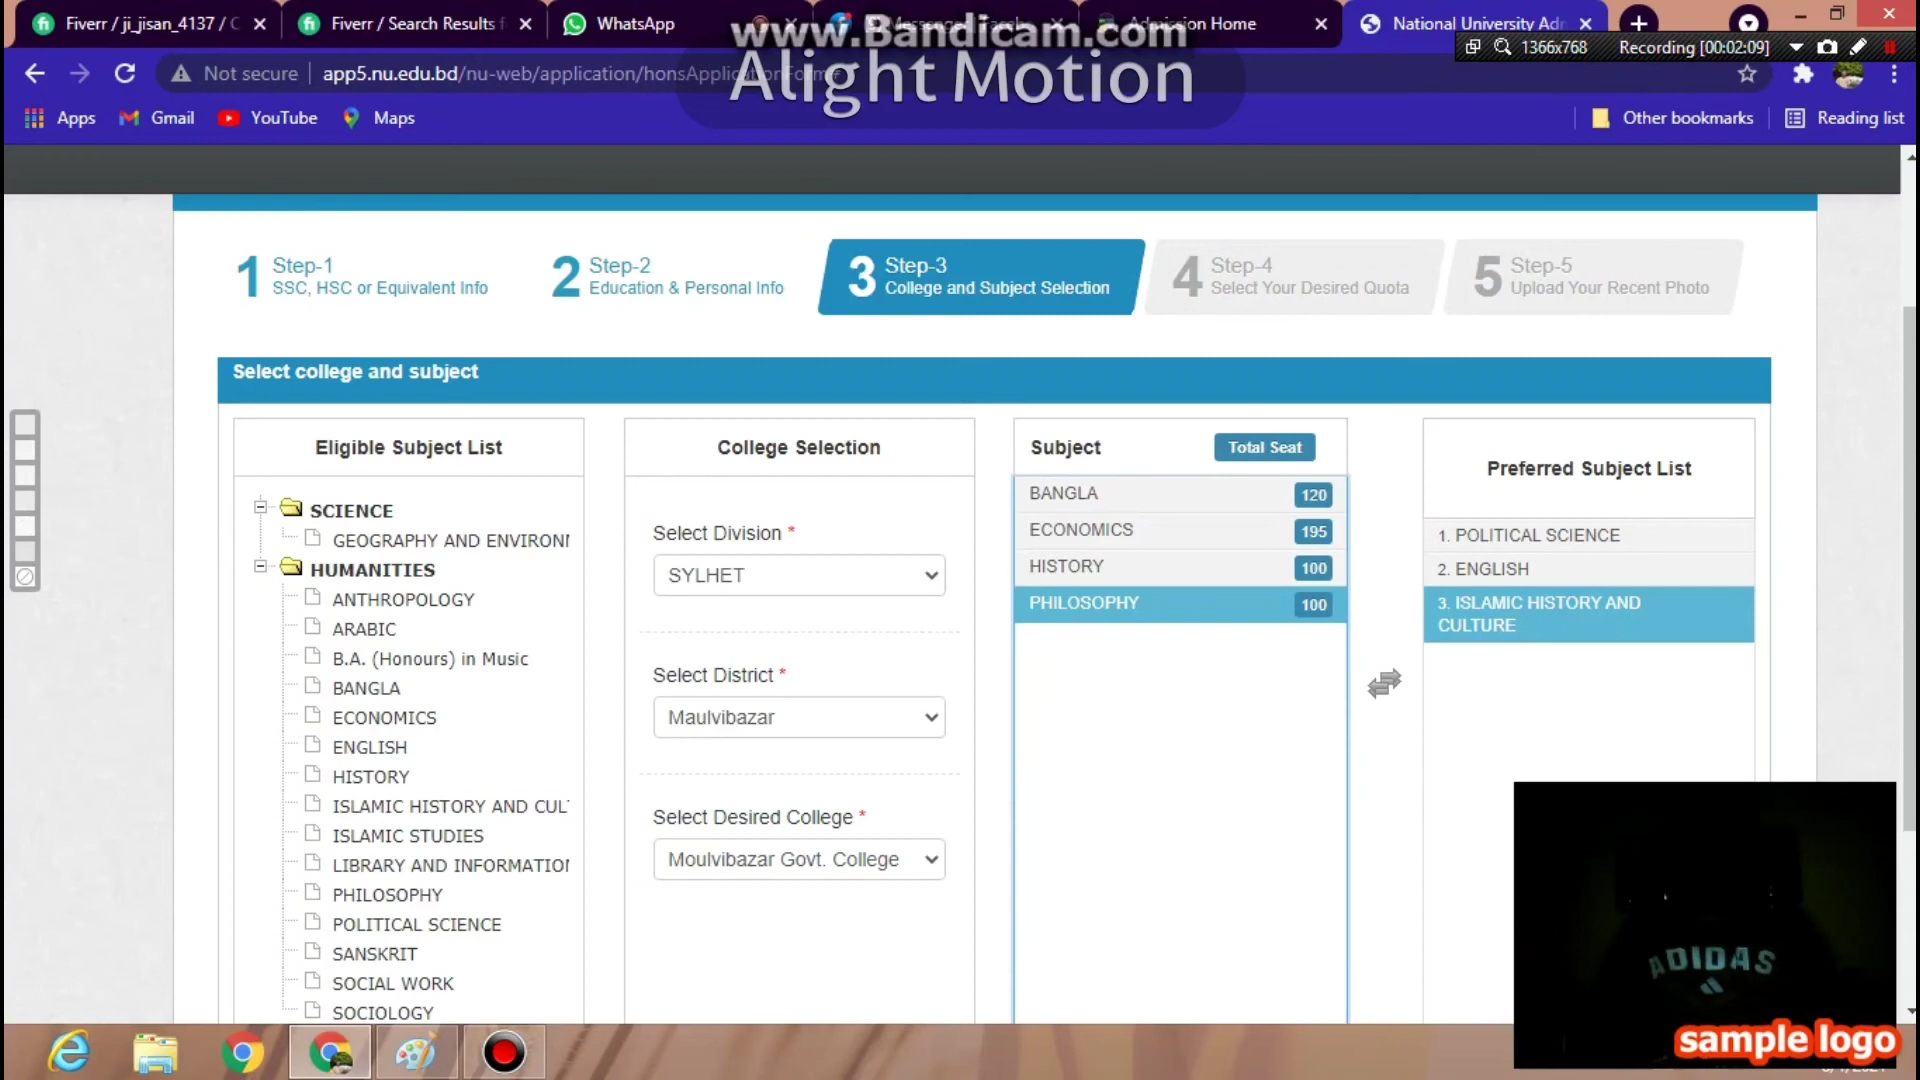 Fiverr / ji_jisan_4137 /
Fiverr / Search Results
WhatsApp
Admission Home
National University Adm
www.Bandicam.com
1366x768
Recording [00:02:09]
Not secure
app5.nu.edu.bd/nu-web/application/honsApplicationForm
Alight Motion
Apps
Gmail
YouTube
Maps
Other bookmarks
Reading list
1
Step-1
SSC, HSC or Equivalent Info
2
Step-2
Education & Personal Info
3
Step-3
College and Subject Selection
4
Step-4
Select Your Desired Quota
5
Step-5
Upload Your Recent Photo
Select college and subject
Eligible Subject List
SCIENCE
GEOGRAPHY AND ENVIRONM
HUMANITIES
ANTHROPOLOGY
ARABIC
B.A. (Honours) in Music
BANGLA
ECONOMICS
ENGLISH
HISTORY
ISLAMIC HISTORY AND CULT
ISLAMIC STUDIES
LIBRARY AND INFORMATION
PHILOSOPHY
POLITICAL SCIENCE
SANSKRIT
SOCIAL WORK
SOCIOLOGY
College Selection
Select Division *
SYLHET
Select District *
Maulvibazar
Select Desired College *
Moulvibazar Govt. College
Subject Total Seat
BANGLA 120
ECONOMICS 195
HISTORY 100
PHILOSOPHY 100
Preferred Subject List
1. POLITICAL SCIENCE
2. ENGLISH
3. ISLAMIC HISTORY AND
CULTURE
ADIDAS
sample logo